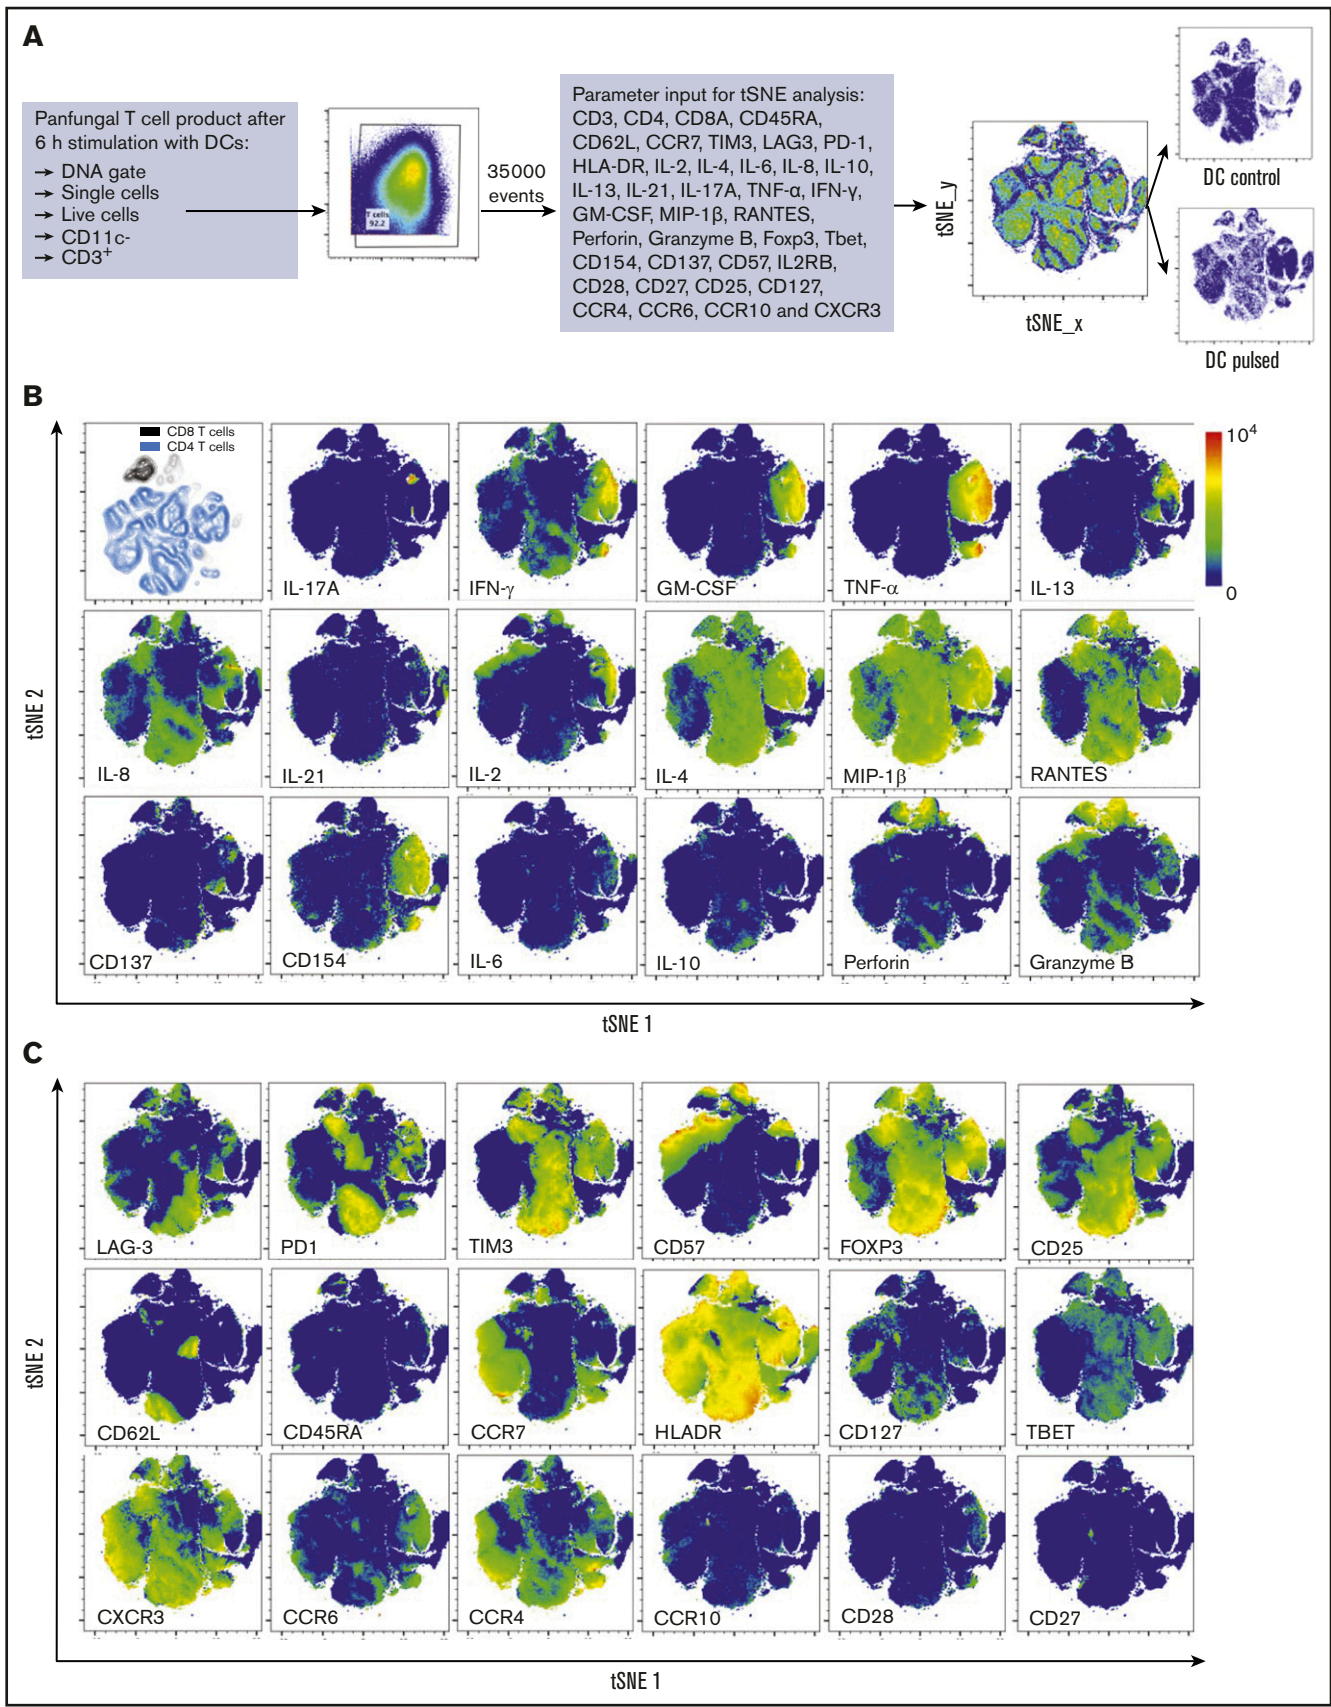 A
Panfungal T cell product after
6 h stimulation with DCs:
→ DNA gate
→ Single cells
→ Live cells
→ CD11c-
→ CD3+
T cells
92.2
35000
events
Parameter input for tSNE analysis:
CD3, CD4, CD8A, CD45RA,
CD62L, CCR7, TIM3, LAG3, PD-1,
HLA-DR, IL-2, IL-4, IL-6, IL-8, IL-10,
IL-13, IL-21, IL-17A, TNF-α, IFN-γ,
GM-CSF, MIP-1β, RANTES,
Perforin, Granzyme B, Foxp3, Tbet,
CD154, CD137, CD57, IL2RB,
CD28, CD27, CD25, CD127,
CCR4, CCR6, CCR10 and CXCR3
tSNE_y
tSNE_x
DC control
DC pulsed
B
CD8 T cells
CD4 T cells
IL-17A
IFN-γ
GM-CSF
TNF-α
IL-13
10⁴
0
IL-8
IL-21
IL-2
IL-4
MIP-1β
RANTES
CD137
CD154
IL-6
IL-10
Perforin
Granzyme B
tSNE 2
tSNE 1
C
LAG-3
PD1
TIM3
CD57
FOXP3
CD25
CD62L
CD45RA
CCR7
HLADR
CD127
TBET
CXCR3
CCR6
CCR4
CCR10
CD28
CD27
tSNE 2
tSNE 1